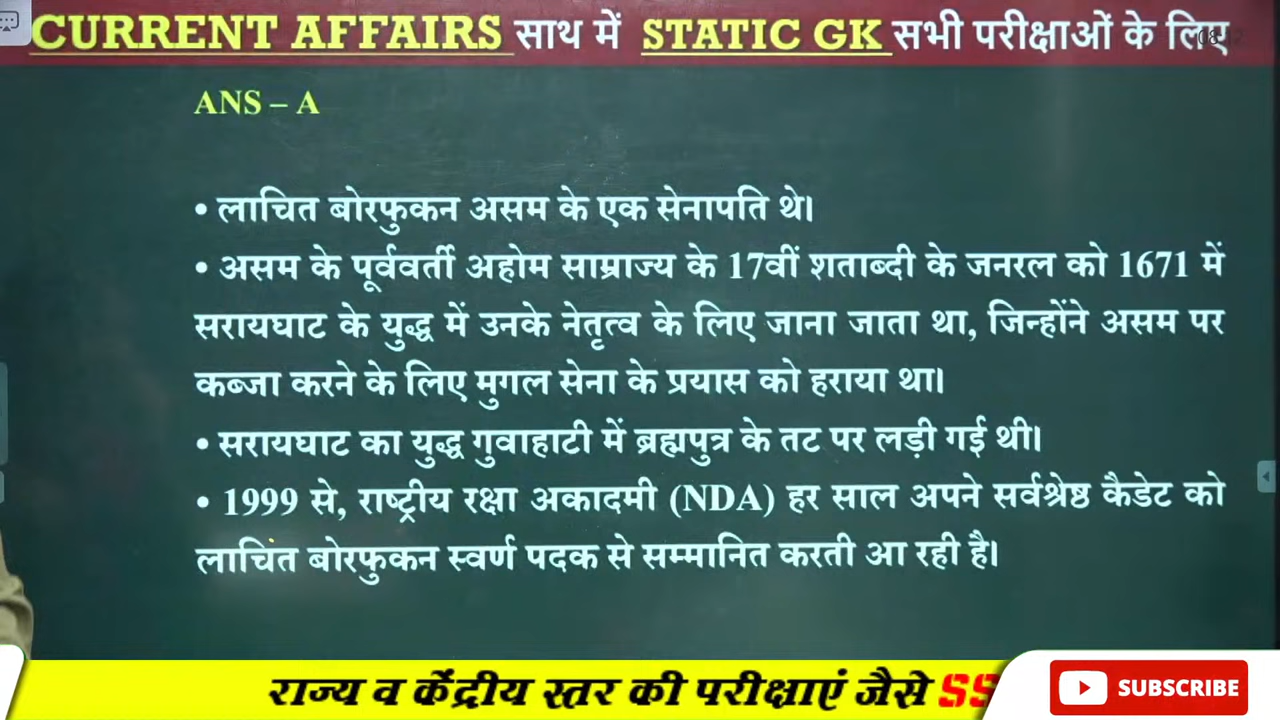 CURRENT AFFAIRS साथ में STATIC GK सभी परीक्षाओं के लिए
ANS – A
• लाचित बोरफुकन असम के एक सेनापति थे।
• असम के पूर्ववर्ती अहोम साम्राज्य के 17वीं शताब्दी के जनरल को 1671 में
सरायघाट के युद्ध में उनके नेतृत्व के लिए जाना जाता था, जिन्होंने असम पर
कब्जा करने के लिए मुगल सेना के प्रयास को हराया था।
• सरायघाट का युद्ध गुवाहाटी में ब्रह्मपुत्र के तट पर लड़ी गई थी।
• 1999 से, राष्ट्रीय रक्षा अकादमी (NDA) हर साल अपने सर्वश्रेष्ठ कैडेट को
लाचित बोरफुकन स्वर्ण पदक से सम्मानित करती आ रही है।
राज्य व केंद्रीय स्तर की परीक्षाएं जैसे
SUBSCRIBE